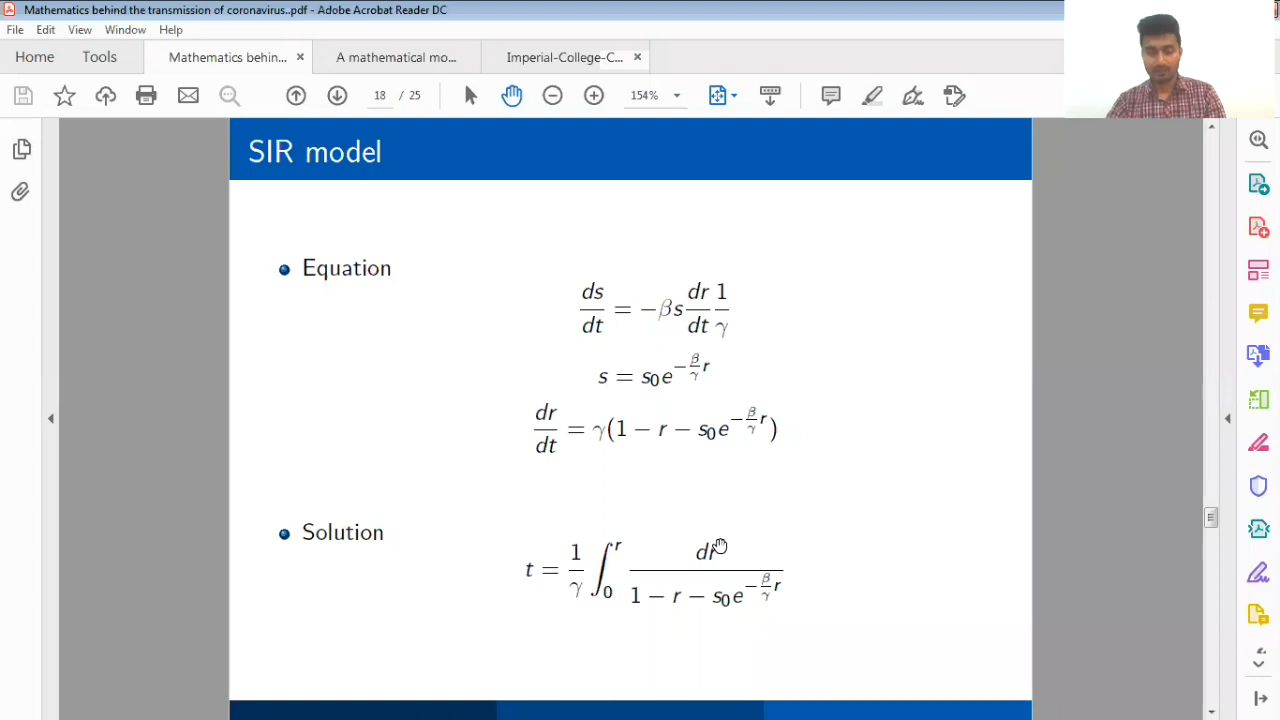 Mathematics behind the transmission of coronavirus..pdf - Adobe Acrobat Reader DC
File Edit View Window Help
Home Tools Mathematics behin... × A mathematical mo... Imperial-College-C... ×
18 / 25 154%
SIR model
Equation
ds/dt = −βs dr/dt 1/γ
s = s₀e^{−β/γ r}
dr/dt = γ(1 − r − s₀e^{−β/γ r})
Solution
t = 1/γ ∫₀^r dr / (1 − r − s₀e^{−β/γ r})